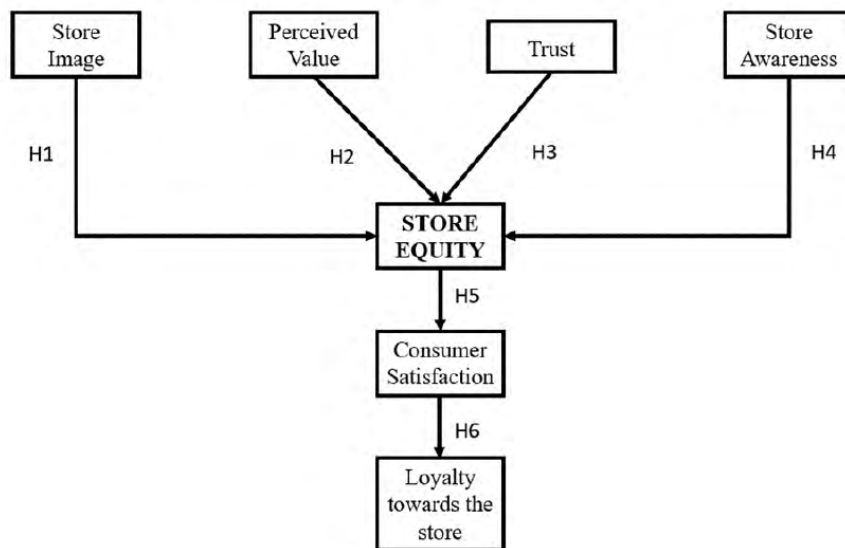 Store
Image
Perceived
Value
Trust
Store
Awareness
H1
H2
H3
H4
STORE
EQUITY
H5
Consumer
Satisfaction
H6
Loyalty
towards the
store